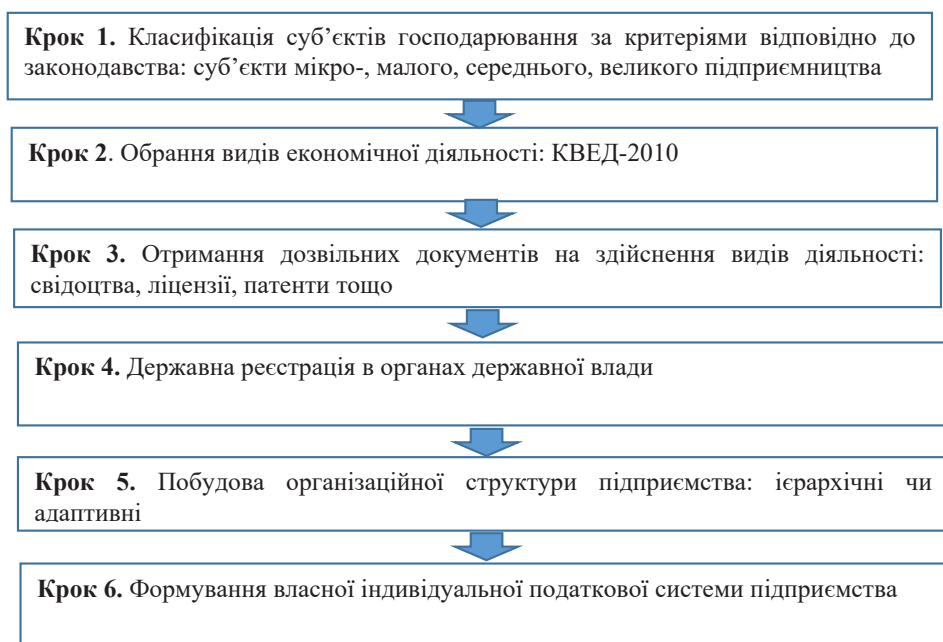 Крок 1. Класифікація суб’єктів господарювання за критеріями відповідно до
законодавства: суб’єкти мікро-, малого, середнього, великого підприємництва
Крок 2. Обрання видів економічної діяльності: КВЕД-2010
Крок 3. Отримання дозвільних документів на здійснення видів діяльності:
свідоцтва, ліцензії, патенти тощо
Крок 4. Державна реєстрація в органах державної влади
Крок 5. Побудова організаційної структури підприємства: ієрархічні чи
адаптивні
Крок 6. Формування власної індивідуальної податкової системи підприємства